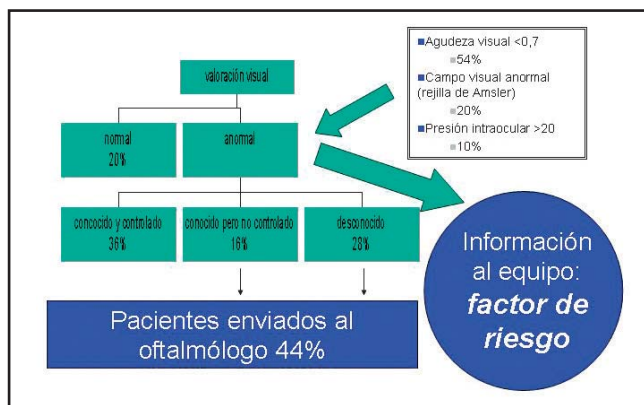 valoración visual
normal
20%
anormal
concocido y controlado
36%
conocido pero no controlado
16%
desconocido
28%
Pacientes enviados al
oftalmólogo 44%
Agudeza visual <0,7
54%
Campo visual anormal
(rejilla de Amsler)
20%
Presión intraocular >20
10%
Información
al equipo:
factor de
riesgo